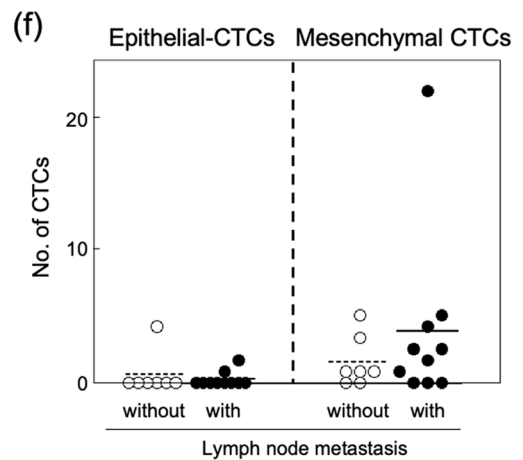 (f)
Epithelial-CTCs Mesenchymal CTCs
20
10
0
No. of CTCs
without with without with
Lymph node metastasis